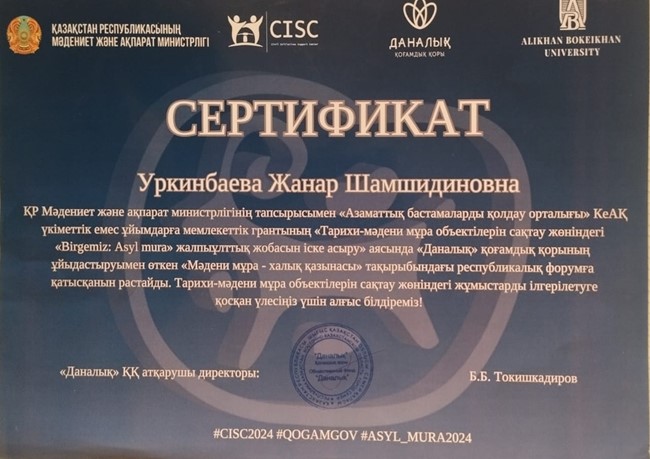 ҚАЗАҚСТАН РЕСПУБЛИКАСЫНЫҢ
МӘДЕНИЕТ ЖӘНЕ АҚПАРАТ МИНИСТРЛІГІ
CISC
ДАНАЛЫҚ
ҚОҒАМДЫҚ ҚОРЫ
ALIKHAN BOKEIKHAN
UNIVERSITY
СЕРТИФИКАТ
Уркинбаева Жанар Шамшидиновна
ҚР Мәдениет және ақпарат министрлігінің тапсырысымен «Азаматтық бастамаларды қолдау орталығы» КеАҚ
үкіметтік емес ұйымдарға мемлекеттік грантының «Тарихи-мәдени мұра объектілерін сақтау жөніндегі
«Birgemiz: Asyl mura» жалпыұлттық жобасын іске асыру» аясында «Даналық» қоғамдық қорының
ұйыдастыруымен өткен «Мәдени мұра - халық қазынасы» тақырыбындағы республикалық форумға
қатысқанын растайды. Тарихи-мәдени мұра объектілерін сақтау жөніндегі жұмыстарды ілгерілетуге
қосқан үлесіңіз үшін алғыс білдіреміз!
"Даналық"
"Даналық"
«Даналық» ҚҚ атқарушы директоры:
Б.Б. Токишкадиров
#CISC2024 #QOGAMGOV #ASYL_MURA2024